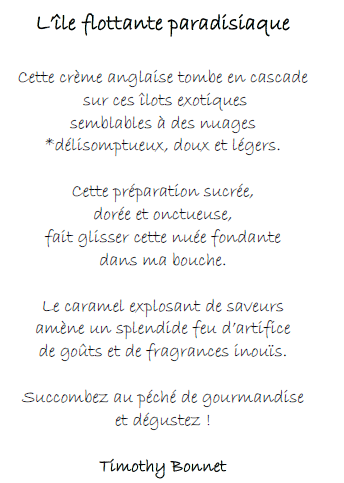 L'île flottante paradisiaque
Cette crème anglaise tombe en cascade
sur ces îlots exotiques
semblables à des nuages
*délisomptueux, doux et légers.
Cette préparation sucrée,
dorée et onctueuse,
fait glisser cette nuée fondante
dans ma bouche.
Le caramel explosant de saveurs
amène un splendide feu d'artifice
de goûts et de fragrances inouïs.
Succombez au péché de gourmandise
et dégustez !
Timothy Bonnet